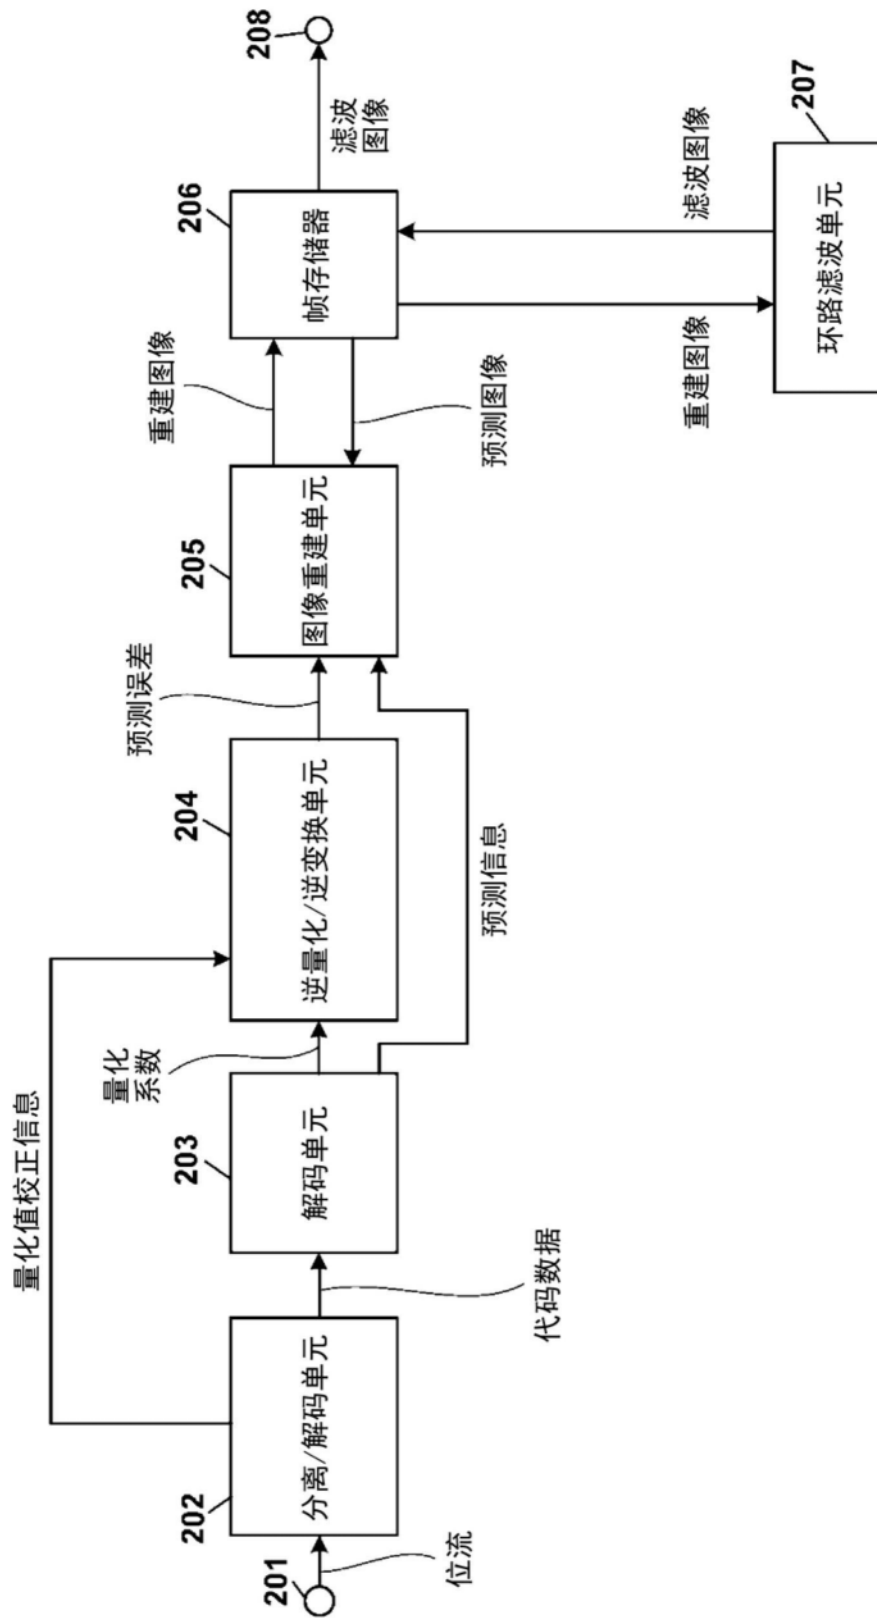 201
位流
202
分离/解码单元
量化值校正信息
代码数据
203
解码单元
量化
系数
预测信息
204
逆量化/逆变换单元
预测误差
205
图像重建单元
重建图像
预测图像
206
帧存储器
滤波
图像
208
重建图像
滤波图像
207
环路滤波单元